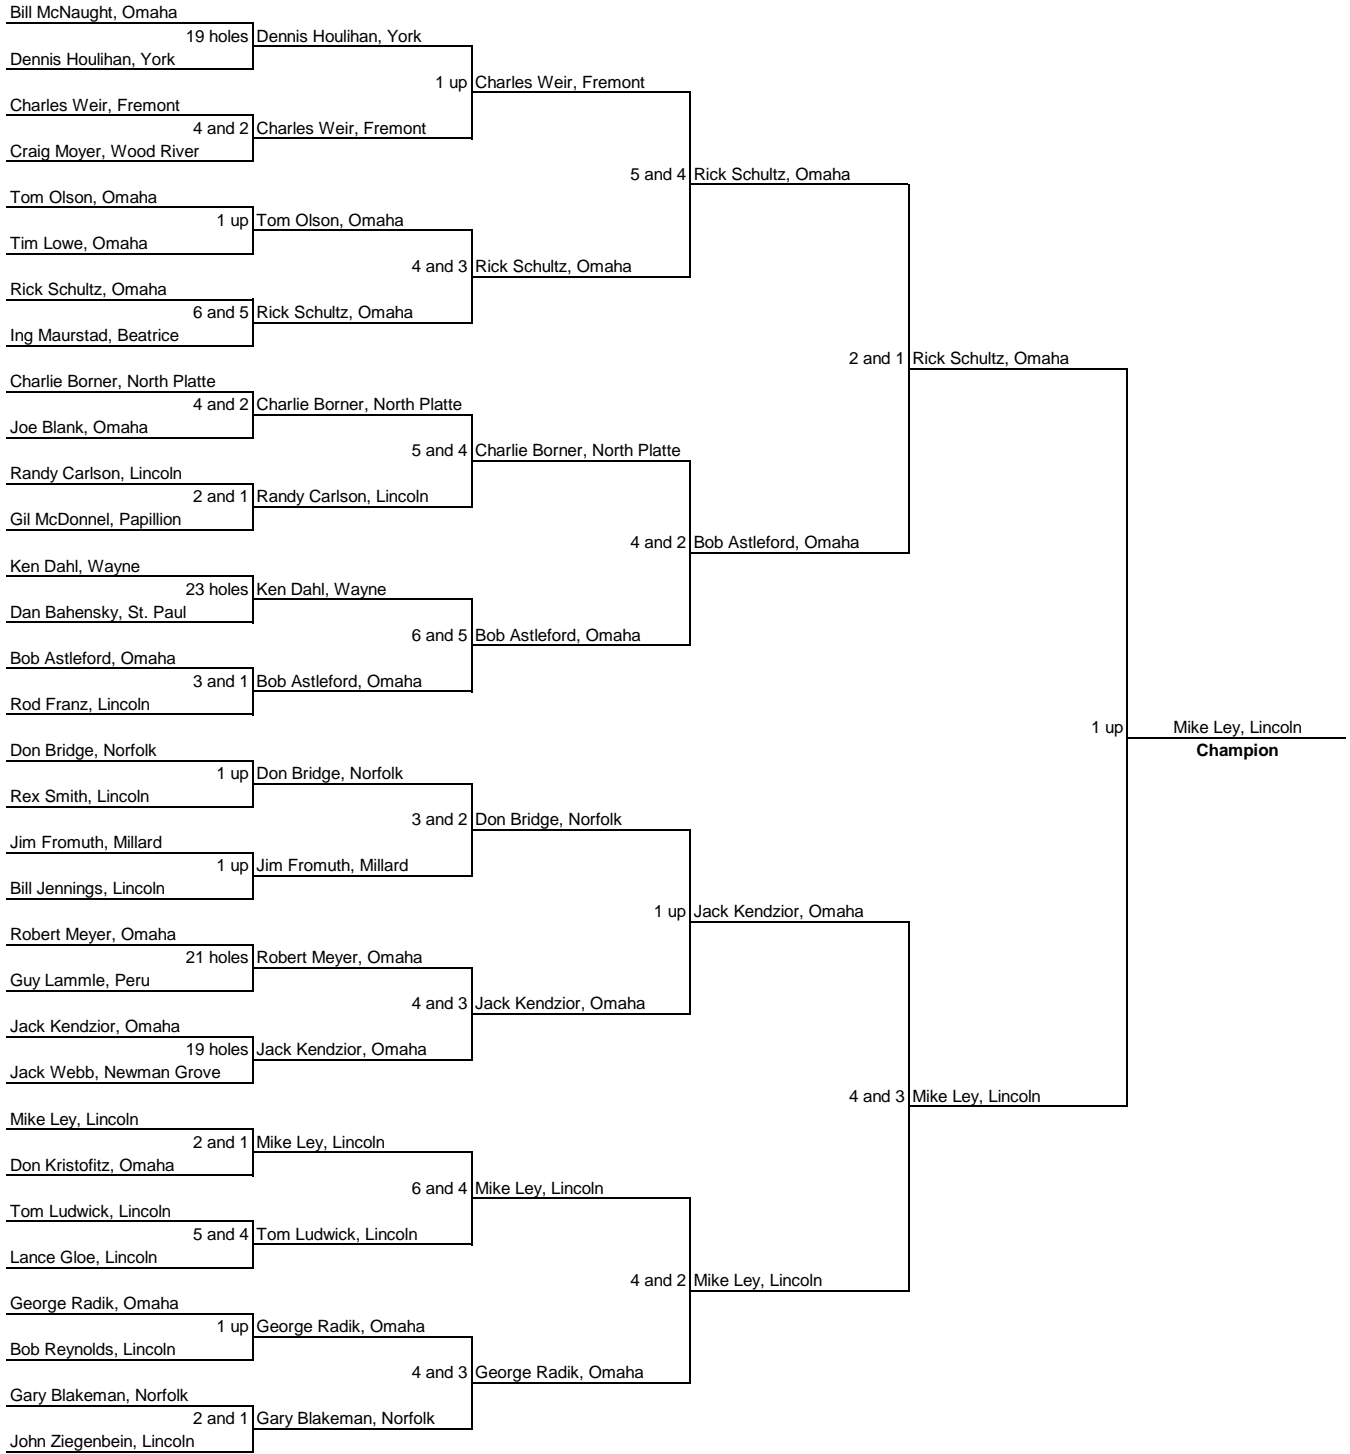 Bill McNaught, Omaha
19 holes Dennis Houlihan, York
Dennis Houlihan, York
1 up Charles Weir, Fremont
Charles Weir, Fremont
4 and 2 Charles Weir, Fremont
Craig Moyer, Wood River
5 and 4 Rick Schultz, Omaha
Tom Olson, Omaha
1 up Tom Olson, Omaha
Tim Lowe, Omaha
4 and 3 Rick Schultz, Omaha
Rick Schultz, Omaha
6 and 5 Rick Schultz, Omaha
Ing Maurstad, Beatrice
2 and 1 Rick Schultz, Omaha
Charlie Borner, North Platte
4 and 2 Charlie Borner, North Platte
Joe Blank, Omaha
5 and 4 Charlie Borner, North Platte
Randy Carlson, Lincoln
2 and 1 Randy Carlson, Lincoln
Gil McDonnel, Papillion
4 and 2 Bob Astleford, Omaha
Ken Dahl, Wayne
23 holes Ken Dahl, Wayne
Dan Bahensky, St. Paul
6 and 5 Bob Astleford, Omaha
Bob Astleford, Omaha
3 and 1 Bob Astleford, Omaha
Rod Franz, Lincoln
1 up Mike Ley, Lincoln
Don Bridge, Norfolk
Champion
1 up Don Bridge, Norfolk
Rex Smith, Lincoln
3 and 2 Don Bridge, Norfolk
Jim Fromuth, Millard
1 up Jim Fromuth, Millard
Bill Jennings, Lincoln
1 up Jack Kendzior, Omaha
Robert Meyer, Omaha
21 holes Robert Meyer, Omaha
Guy Lammle, Peru
4 and 3 Jack Kendzior, Omaha
Jack Kendzior, Omaha
19 holes Jack Kendzior, Omaha
Jack Webb, Newman Grove
4 and 3 Mike Ley, Lincoln
Mike Ley, Lincoln
2 and 1 Mike Ley, Lincoln
Don Kristofitz, Omaha
6 and 4 Mike Ley, Lincoln
Tom Ludwick, Lincoln
5 and 4 Tom Ludwick, Lincoln
Lance Gloe, Lincoln
4 and 2 Mike Ley, Lincoln
George Radik, Omaha
1 up George Radik, Omaha
Bob Reynolds, Lincoln
4 and 3 George Radik, Omaha
Gary Blakeman, Norfolk
2 and 1 Gary Blakeman, Norfolk
John Ziegenbein, Lincoln